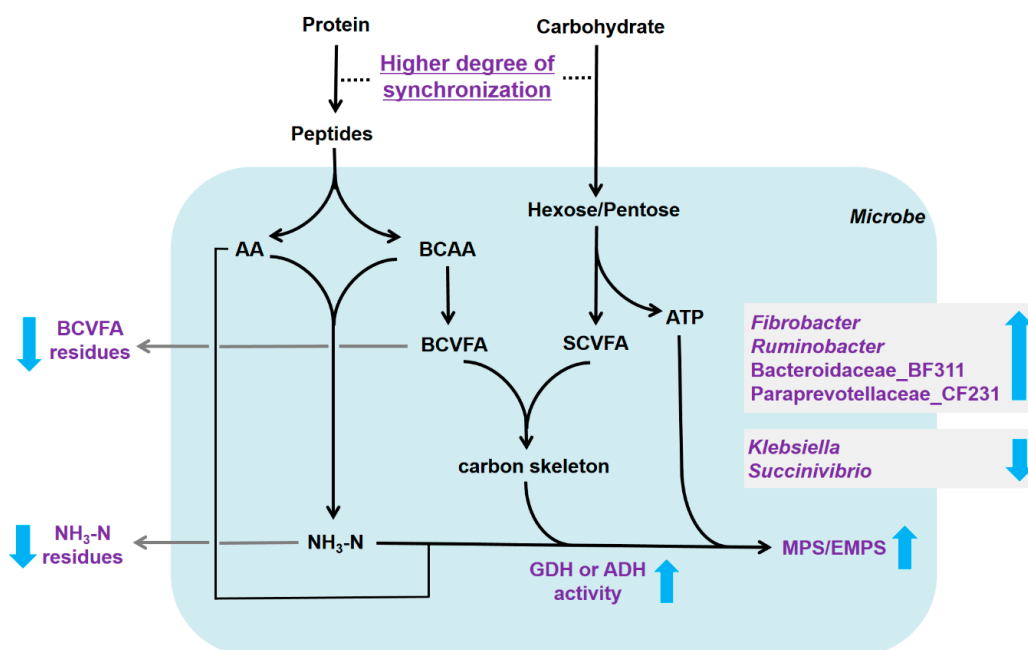 Protein
Carbohydrate
Higher degree of
synchronization
Peptides
Hexose/Pentose
Microbe
AA
BCAA
ATP
BCVFA
residues
BCVFA
SCVFA
Fibrobacter
Ruminobacter
Bacteroidaceae_BF311
Paraprevotellaceae_CF231
carbon skeleton
Klebsiella
Succinivibrio
NH₃-N
residues
NH₃-N
MPS/EMPS
GDH or ADH
activity